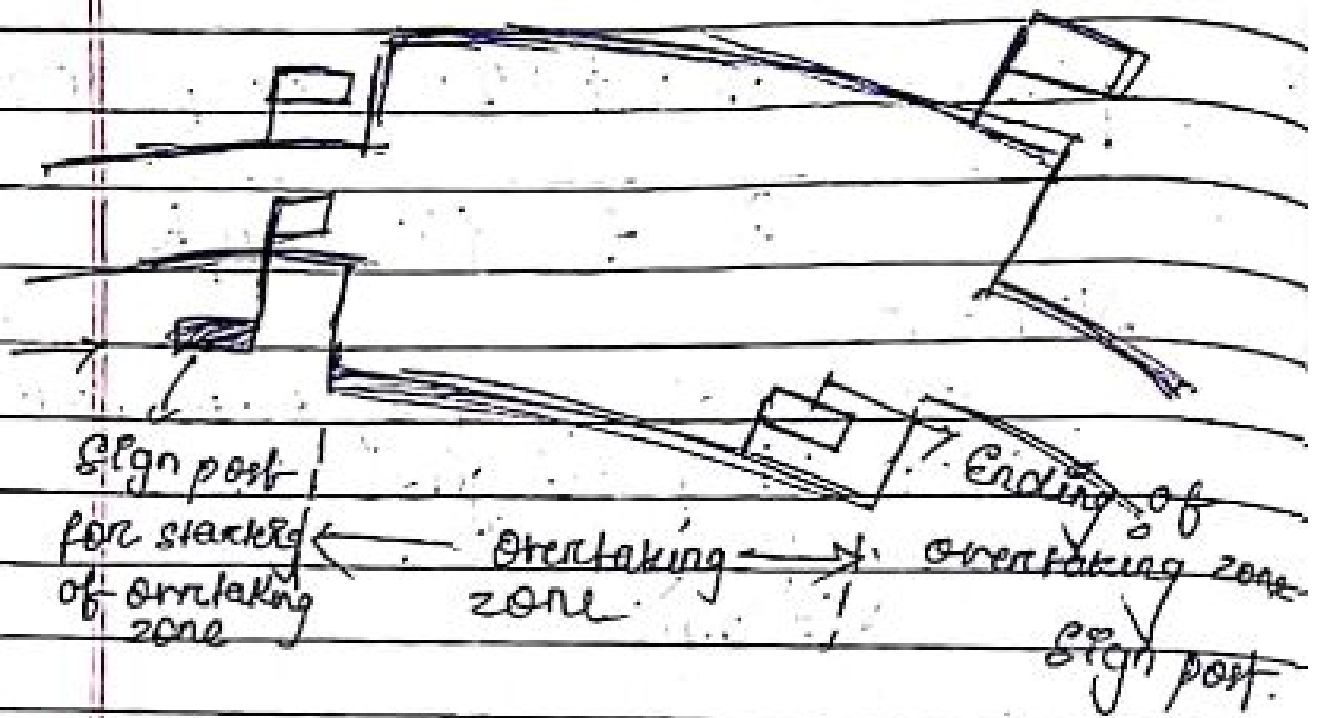 Sign post
for starting
of overtaking
zone
Overtaking
zone
Ending of
overtaking zone
Sign post.